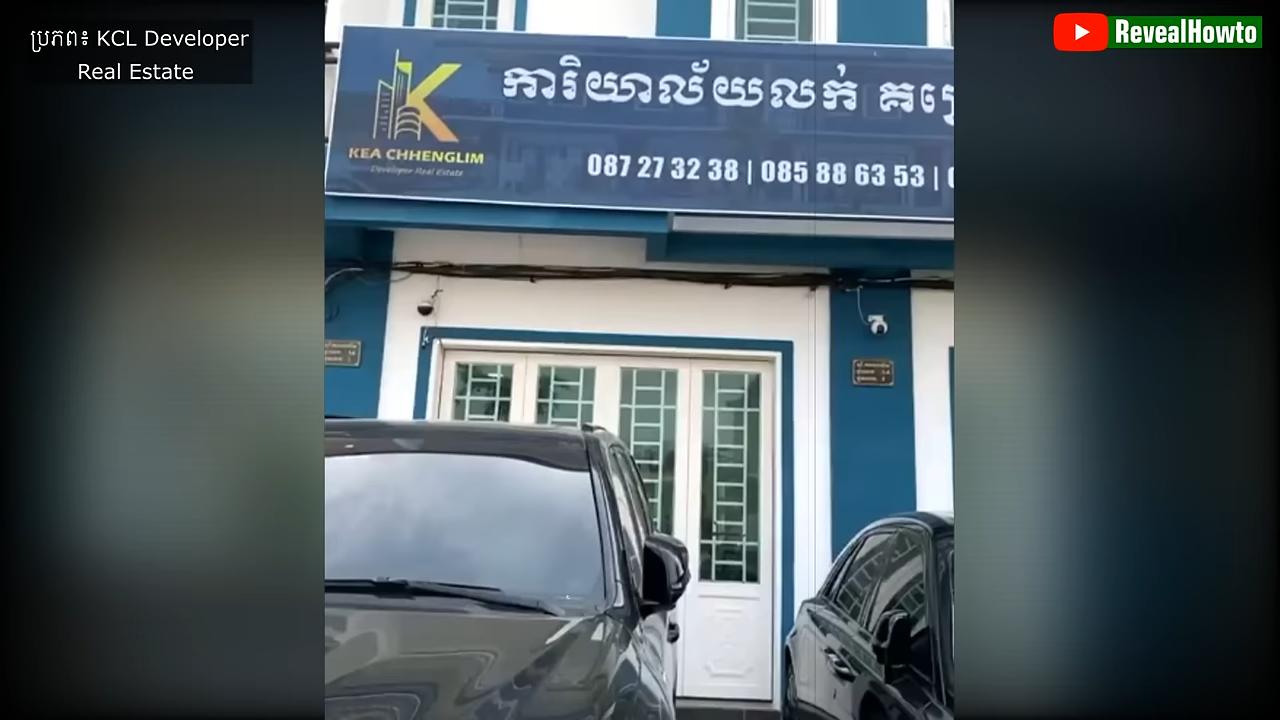 ប្រភព៖ KCL Developer
Real Estate
RevealHowto
ការិយាល័យលក់
087 27 32 38 | 085 88 63 53 |
KEA CHHENGLIM
Developer Real Estate